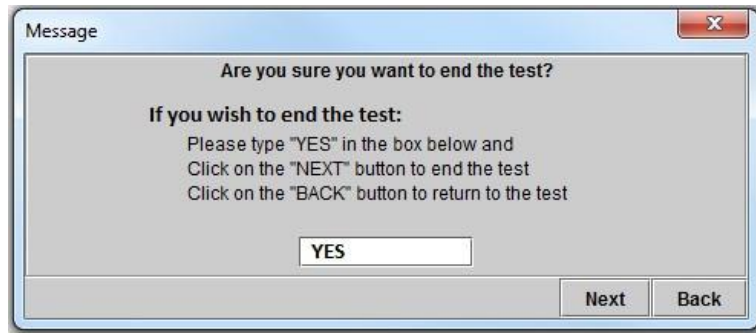 Message
Are you sure you want to end the test?
If you wish to end the test:
Please type "YES" in the box below and
Click on the "NEXT" button to end the test
Click on the "BACK" button to return to the test
YES
Next Back